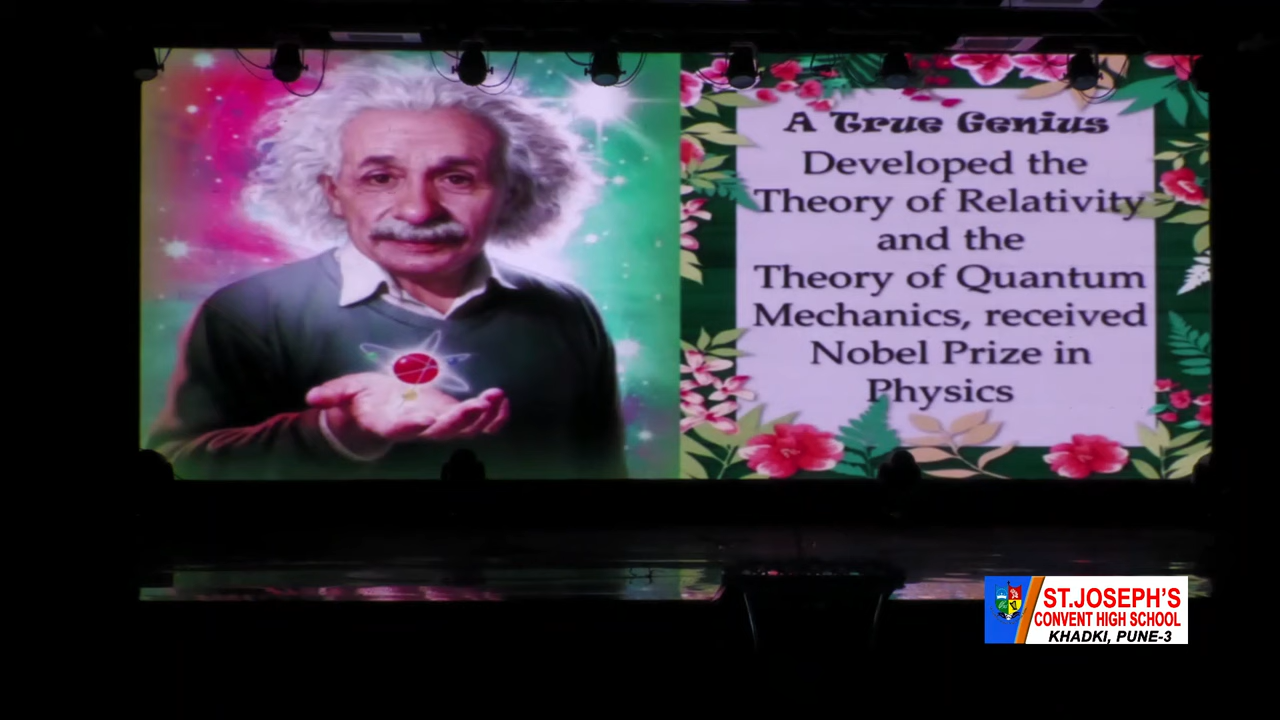 A True Genius
Developed the
Theory of Relativity
and the
Theory of Quantum
Mechanics, received
Nobel Prize in
Physics
ST.JOSEPH'S
CONVENT HIGH SCHOOL
KHADKI, PUNE-3